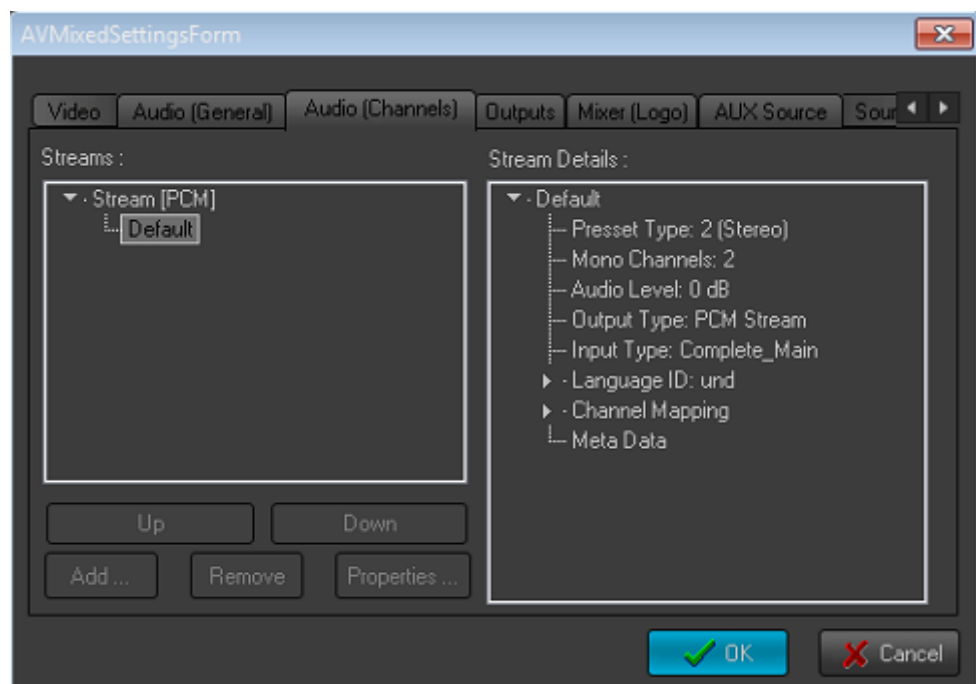 AVMixedSettingsForm
Video Audio (General) Audio (Channels) Outputs Mixer (Logo) AUX Source Sour
Streams :
Stream [PCM]
Default
Up Down
Add ... Remove Properties ...
Stream Details :
Default
Presset Type: 2 (Stereo)
Mono Channels: 2
Audio Level: 0 dB
Output Type: PCM Stream
Input Type: Complete_Main
Language ID: und
Channel Mapping
Meta Data
OK Cancel